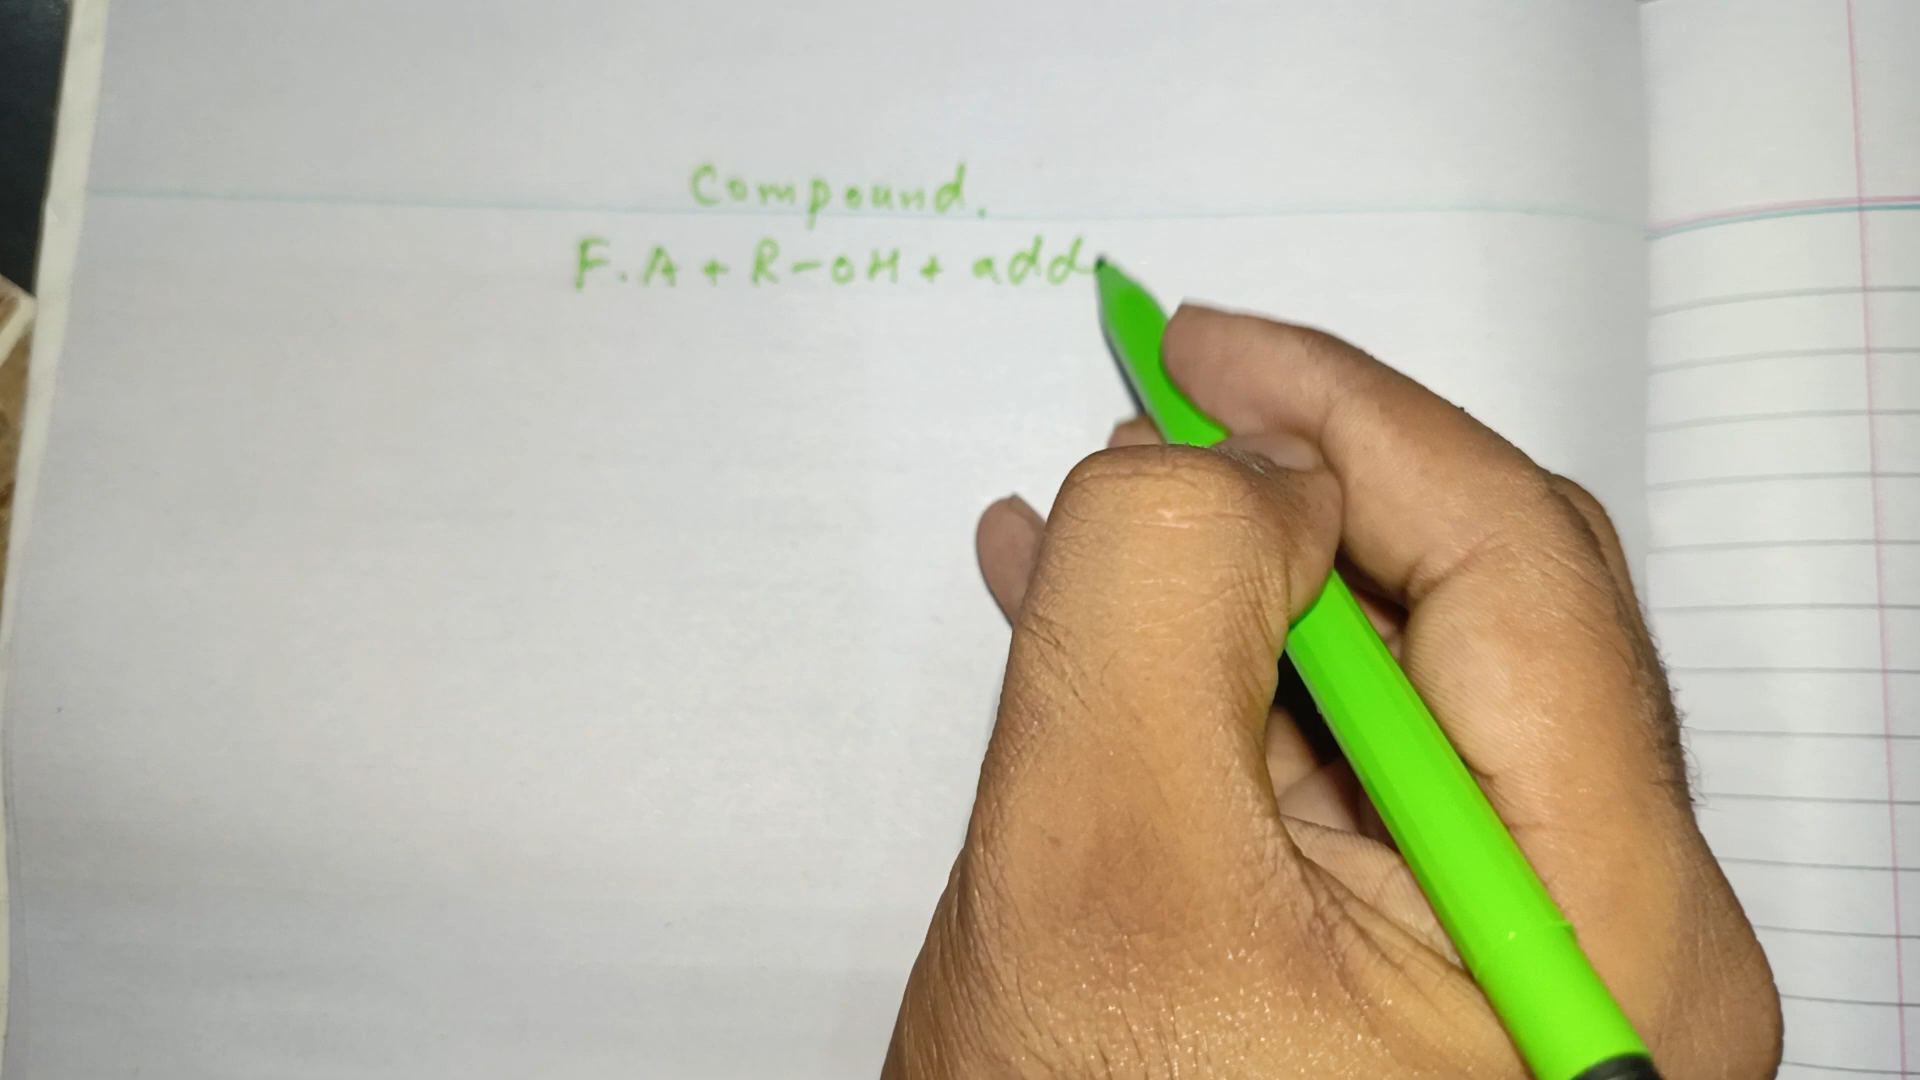 Compound.
F.A + R-OH + add